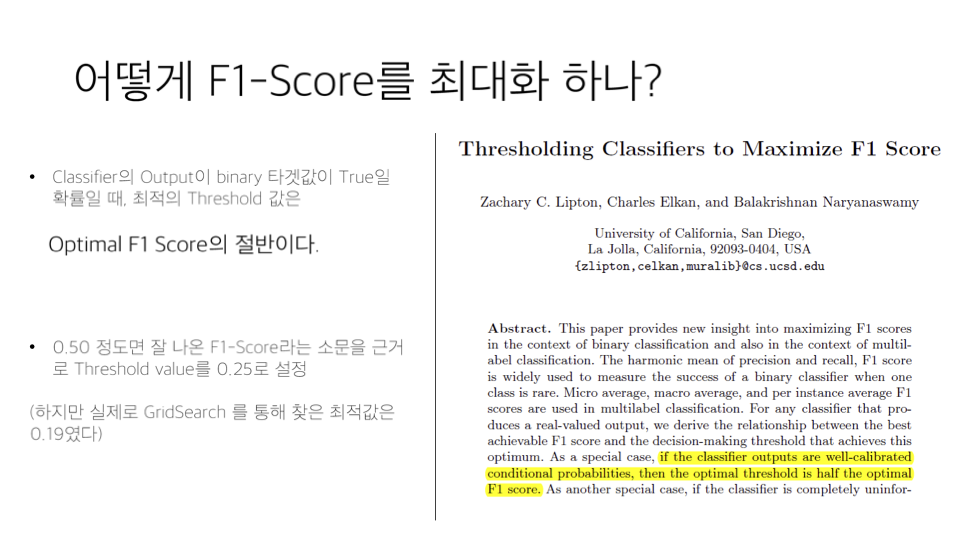 어떻게 F1-Score를 최대화 하나?
• Classifier의 Output이 binary 타겟값이 True일
확률일 때, 최적의 Threshold 값은
Optimal F1 Score의 절반이다.
• 0.50 정도면 잘 나온 F1-Score라는 소문을 근거
로 Threshold value를 0.25로 설정
(하지만 실제로 GridSearch 를 통해 찾은 최적값은
0.19였다)
Thresholding Classifiers to Maximize F1 Score
Zachary C. Lipton, Charles Elkan, and Balakrishnan Naryanaswamy
University of California, San Diego,
La Jolla, California, 92093-0404, USA
{zlipton,celkan,muralib}@cs.ucsd.edu
Abstract. This paper provides new insight into maximizing F1 scores
in the context of binary classification and also in the context of multil-
abel classification. The harmonic mean of precision and recall, F1 score
is widely used to measure the success of a binary classifier when one
class is rare. Micro average, macro average, and per instance average F1
scores are used in multilabel classification. For any classifier that pro-
duces a real-valued output, we derive the relationship between the best
achievable F1 score and the decision-making threshold that achieves this
optimum. As a special case, if the classifier outputs are well-calibrated
conditional probabilities, then the optimal threshold is half the optimal
F1 score. As another special case, if the classifier is completely uninfor-